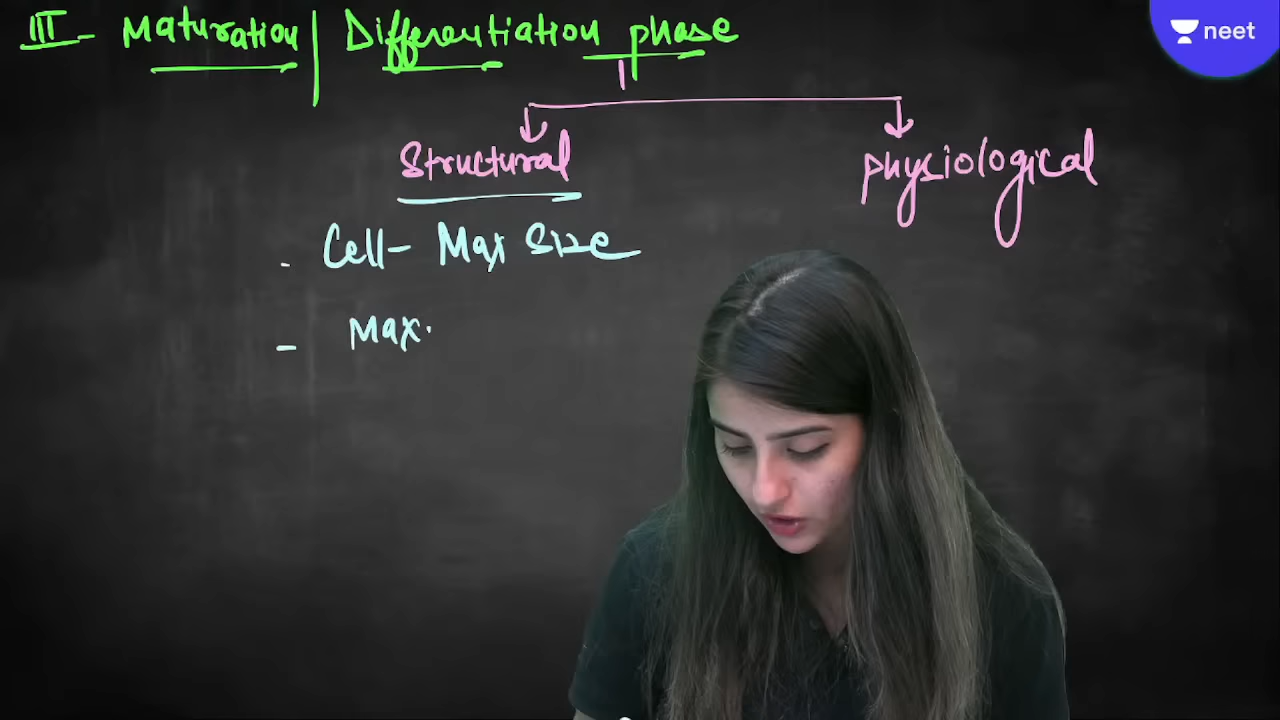 III - Maturation | Differentiation phase
neet
Structural
physiological
. Cell - Max Size
- Max.